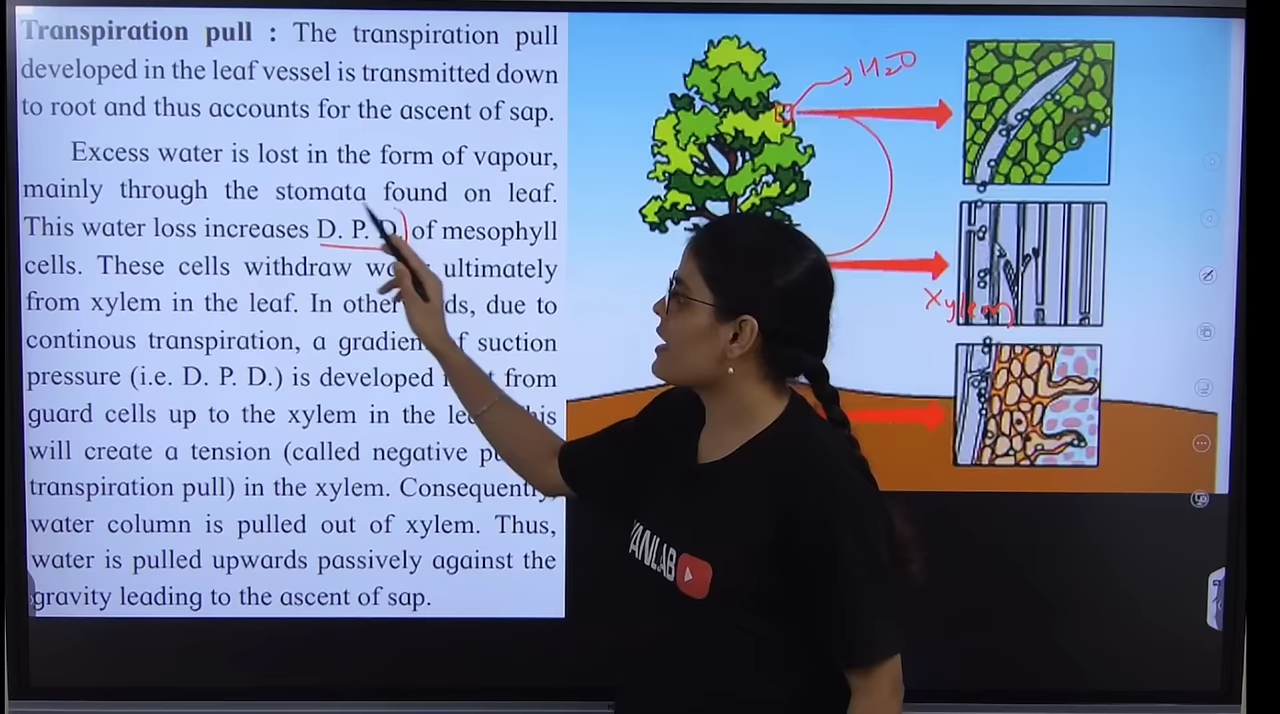 Transpiration pull : The transpiration pull
developed in the leaf vessel is transmitted down
to root and thus accounts for the ascent of sap.
Excess water is lost in the form of vapour,
mainly through the stomata found on leaf.
This water loss increases D. P. D. of mesophyll
cells. These cells withdraw ultimately
from xylem in the leaf. In other due to
continous transpiration, a gradient of suction
pressure (i.e. D. P. D.) is developed from
guard cells up to the xylem in the
will create a tension (called negative
transpiration pull) in the xylem. Consequently,
water column is pulled out of xylem. Thus,
water is pulled upwards passively against the
gravity leading to the ascent of sap.
H2O
Xylem
YANLAB